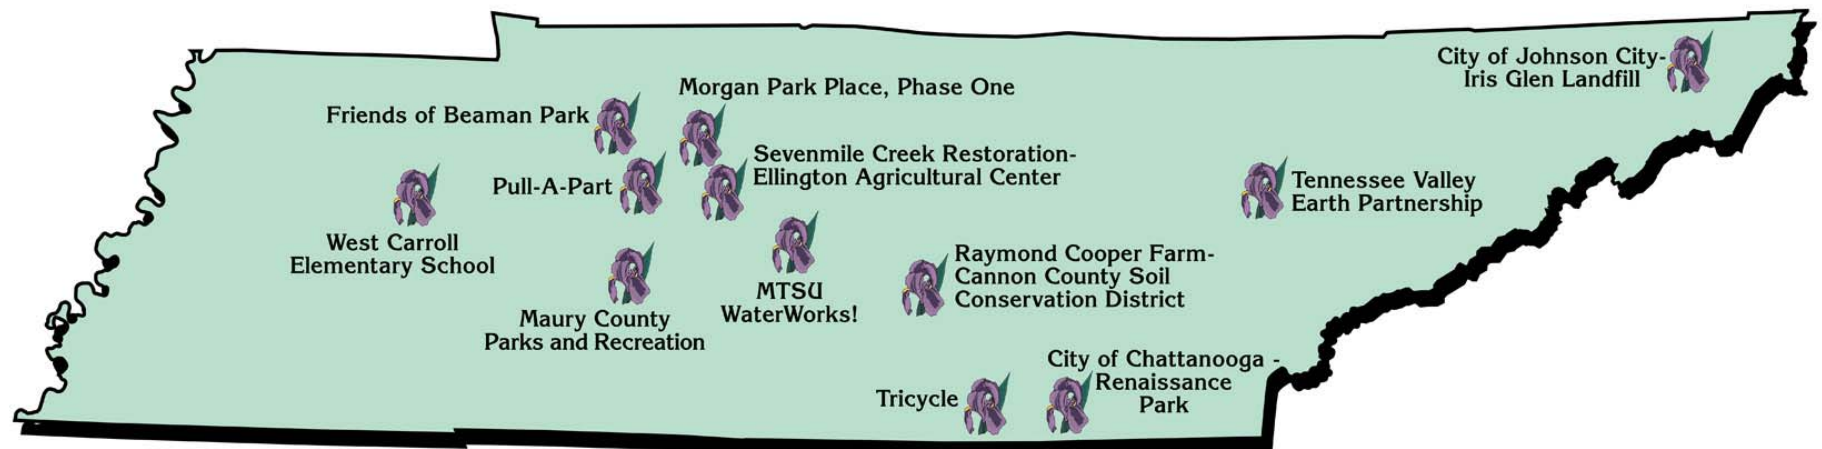 City of Johnson City-
Iris Glen Landfill
Morgan Park Place, Phase One
Friends of Beaman Park
Sevenmile Creek Restoration-
Ellington Agricultural Center
Pull-A-Part
Tennessee Valley
Earth Partnership
West Carroll
Elementary School
Raymond Cooper Farm-
Cannon County Soil
Conservation District
MTSU
WaterWorks!
Maury County
Parks and Recreation
City of Chattanooga -
Renaissance
Park
Tricycle